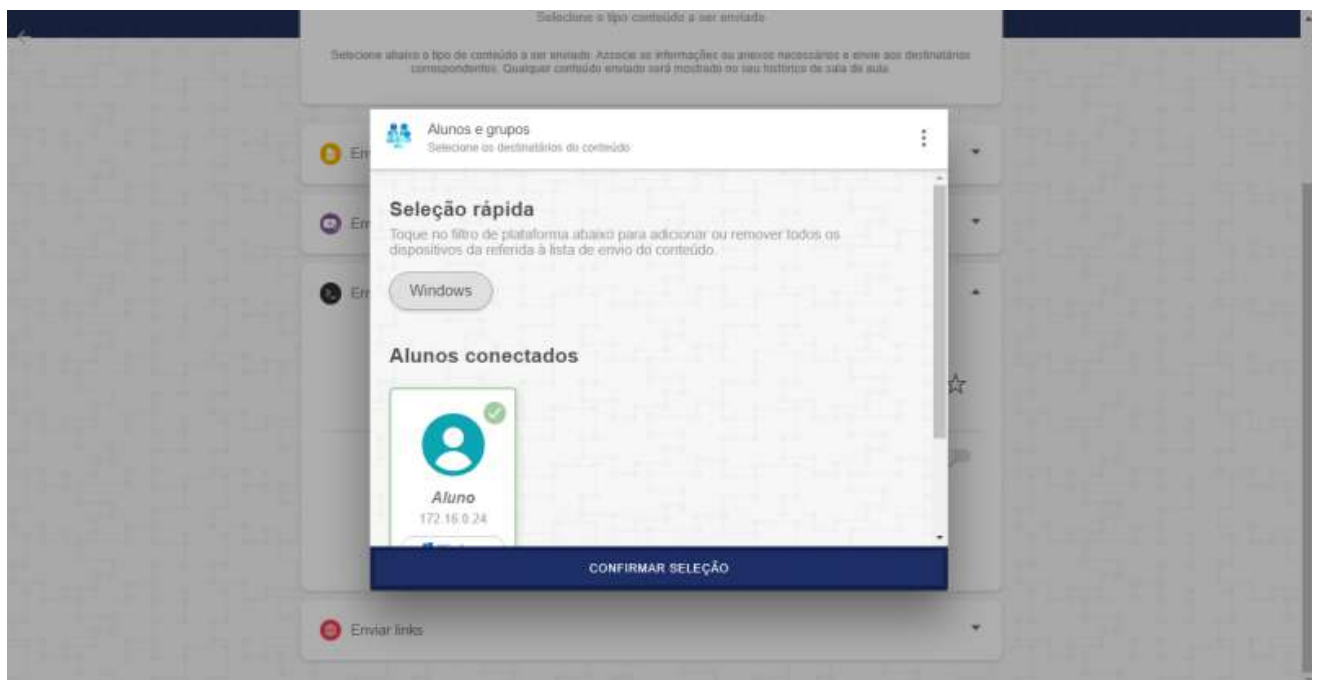 Selecione o tipo conteúdo a ser enviado
Selecione abaixo o tipo de conteúdo a ser enviado. Associe as informações ou anexos necessários e envie aos destinatários
correspondentes. Qualquer conteúdo enviado será mostrado no seu histórico de sala de aula.
Alunos e grupos
Selecione os destinatários do conteúdo
En
Seleção rápida
Toque no filtro de plataforma abaixo para adicionar ou remover todos os
dispositivos da referida à lista de envio do conteúdo.
Windows
Alunos conectados
Aluno
172.16.0.24
CONFIRMAR SELEÇÃO
Enviar links